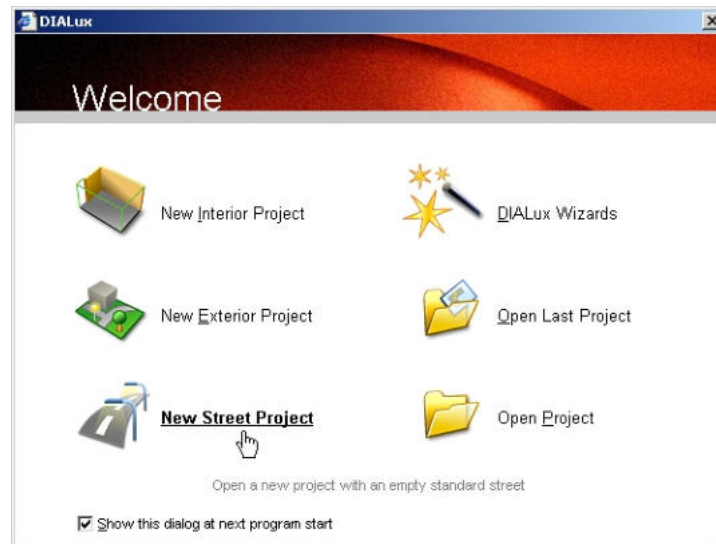 DIALux
Welcome
New Interior Project
DIALux Wizards
New Exterior Project
Open Last Project
New Street Project
Open Project
Open a new project with an empty standard street
Show this dialog at next program start